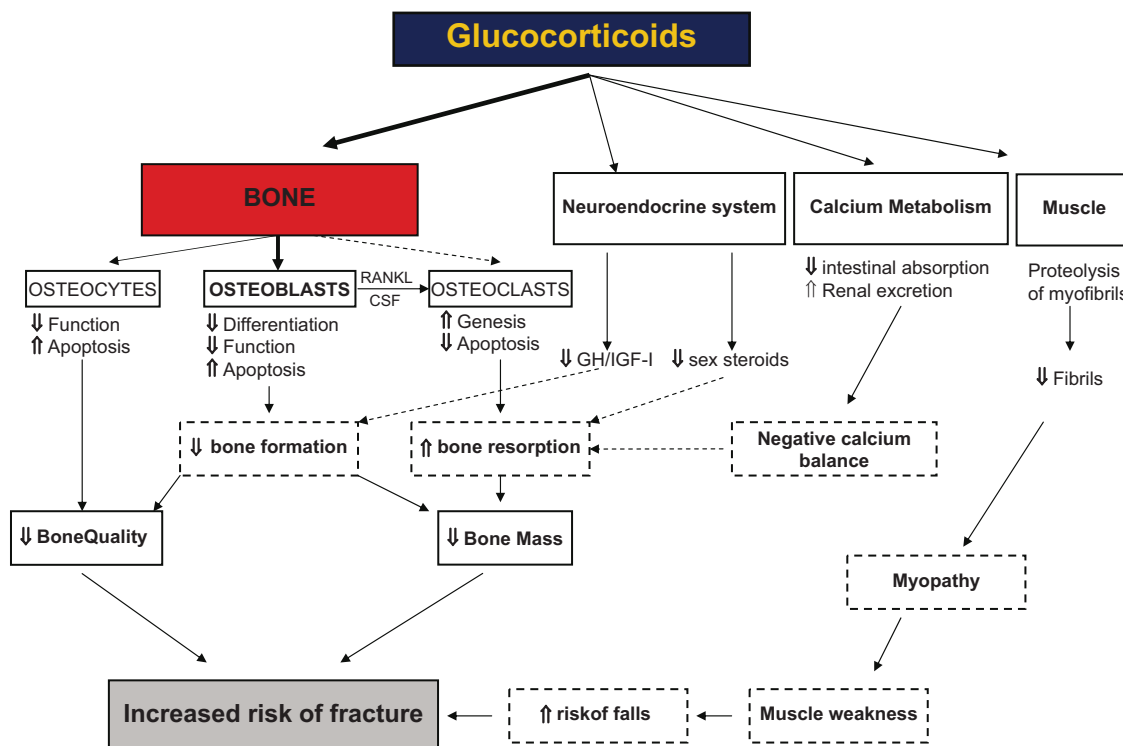 Glucocorticoids
BONE
Neuroendocrine system
Calcium Metabolism
Muscle
OSTEOCYTES
OSTEOBLASTS
RANKL
CSF
OSTEOCLASTS
⇓ Function
⇑ Apoptosis
⇓ Differentiation
⇓ Function
⇑ Apoptosis
⇑ Genesis
⇓ Apoptosis
⇓ intestinal absorption
⇑ Renal excretion
Proteolysis
of myofibrils
⇓ GH/IGF-I
⇓ sex steroids
⇓ Fibrils
⇓ bone formation
⇑ bone resorption
Negative calcium
balance
⇓ BoneQuality
⇓ Bone Mass
Myopathy
Increased risk of fracture
⇑ riskof falls
Muscle weakness